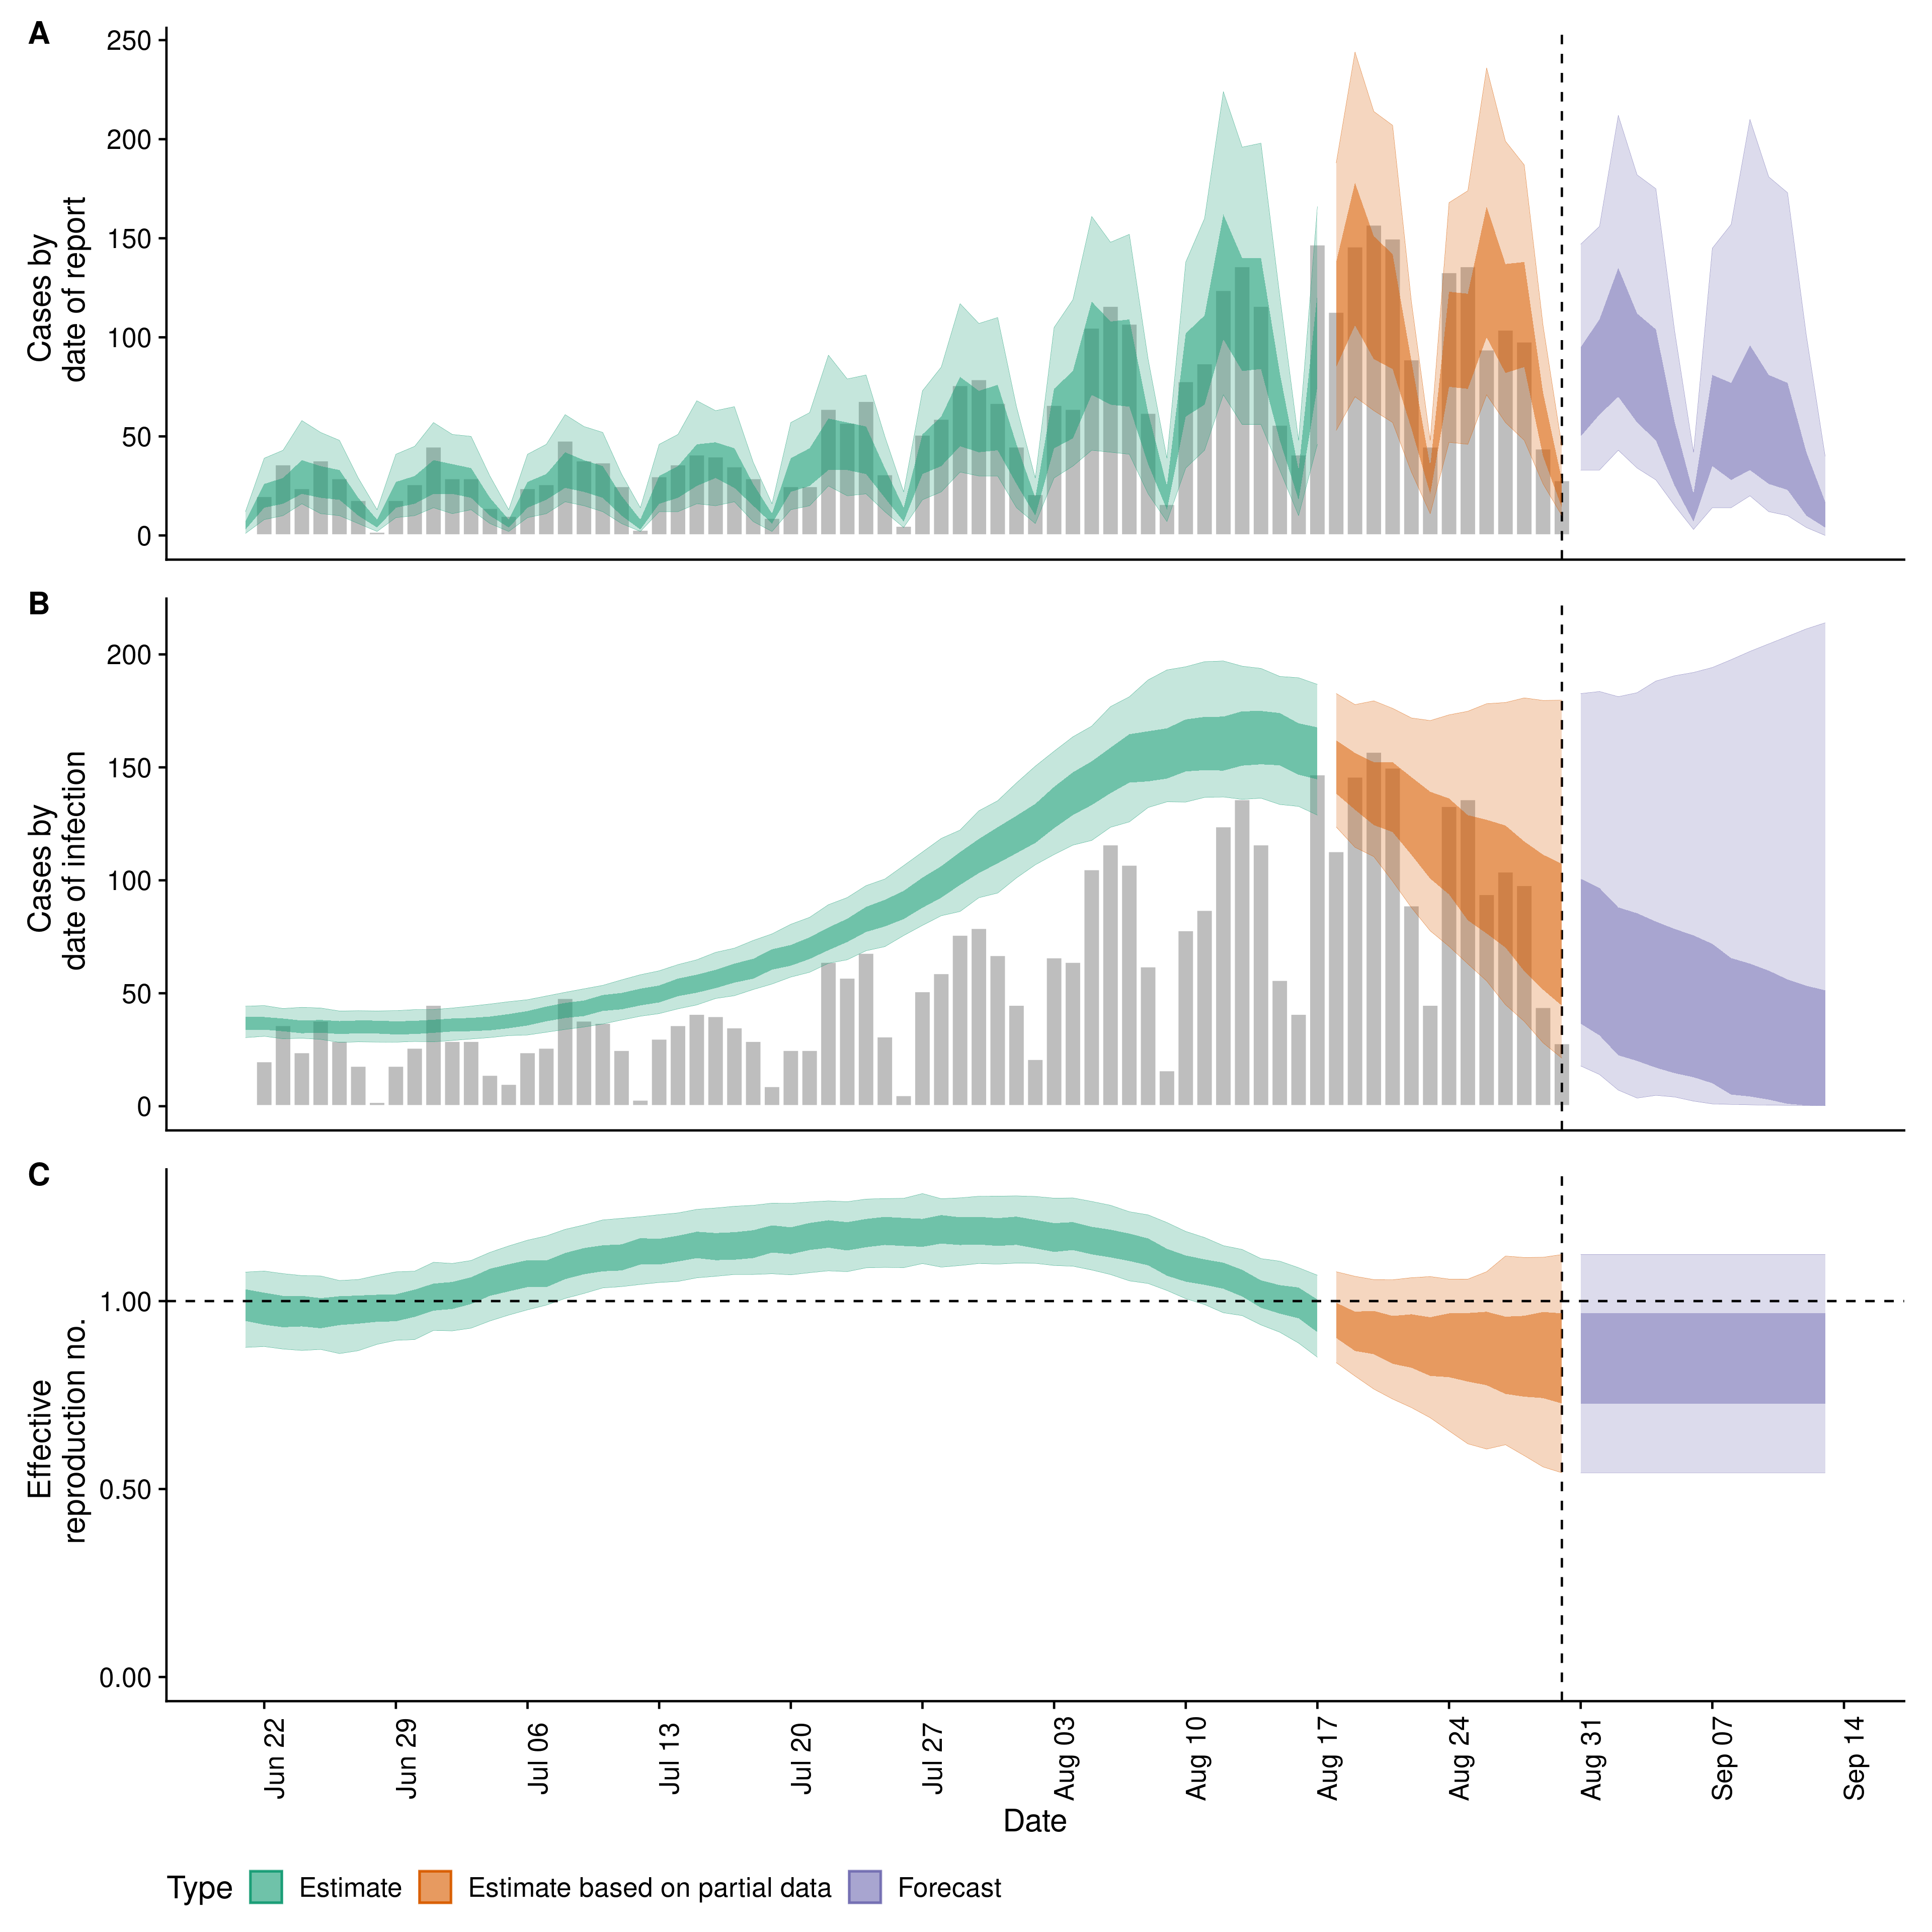 A
250
200
150
100
50
0
Cases by
date of report
B
200
150
100
50
0
Cases by
date of infection
C
1.00
0.50
0.00
Effective
reproduction no.
Jun 22
Jun 29
Jul 06
Jul 13
Jul 20
Jul 27
Aug 03
Aug 10
Aug 17
Aug 24
Aug 31
Sep 07
Sep 14
Date
Type Estimate Estimate based on partial data Forecast